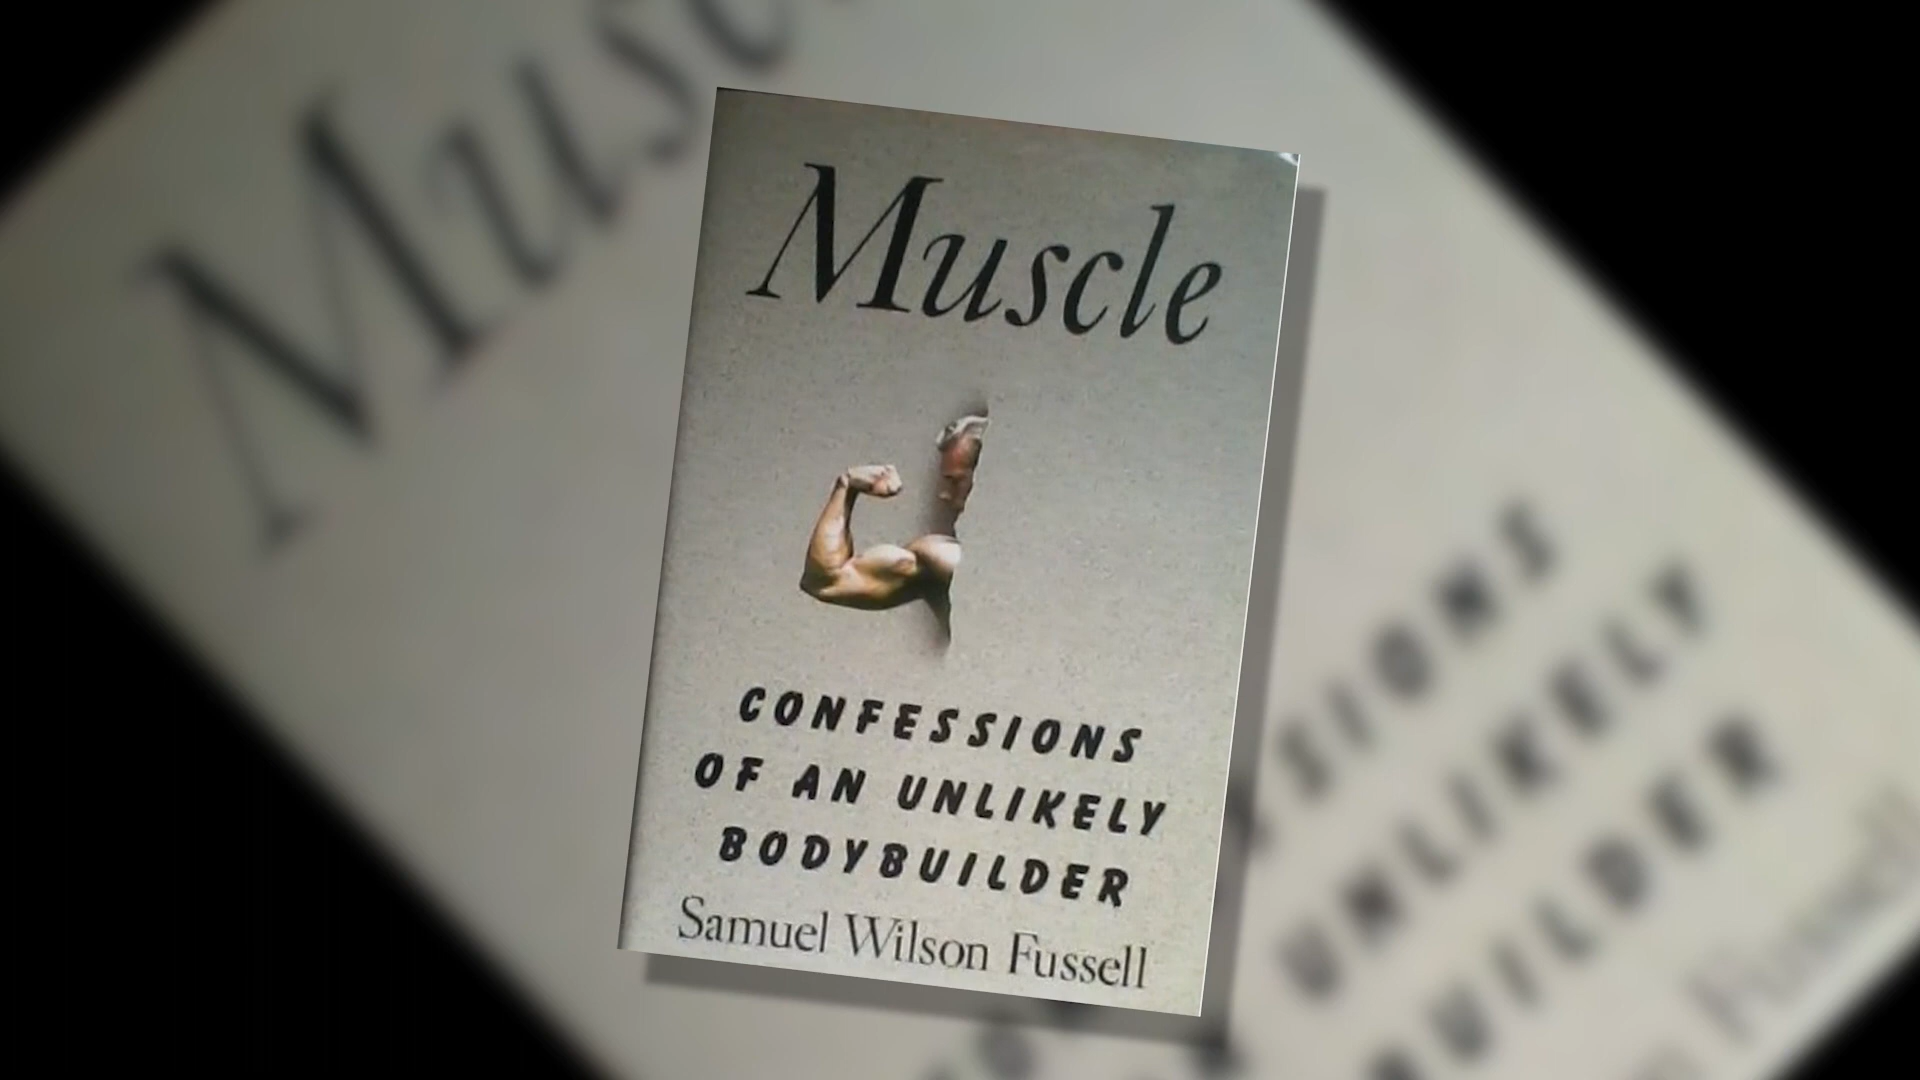 Muscle
CONFESSIONS
OF AN UNLIKELY
BODYBUILDER
Samuel Wilson Fussell